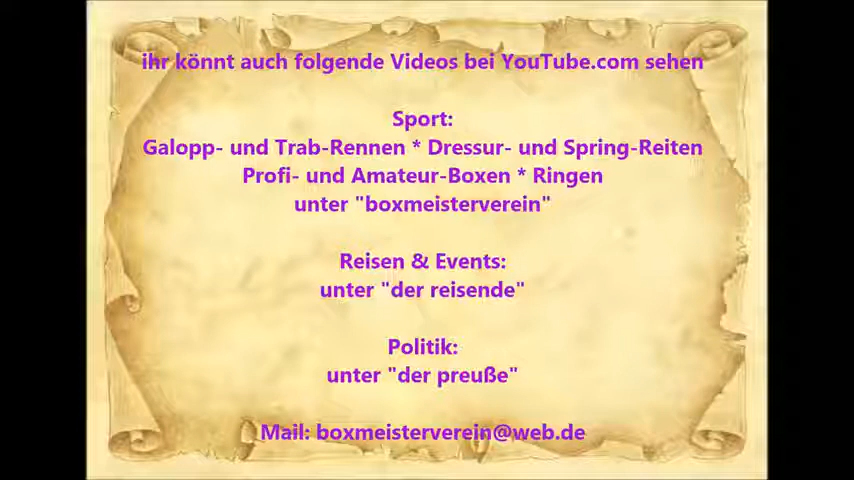 ihr könnt auch folgende Videos bei YouTube.com sehen
Sport:
Galopp- und Trab-Rennen * Dressur- und Spring-Reiten
Profi- und Amateur-Boxen * Ringen
unter "boxmeisterverein"
Reisen & Events:
unter "der reisende"
Politik:
unter "der preuße"
Mail: boxmeisterverein@web.de